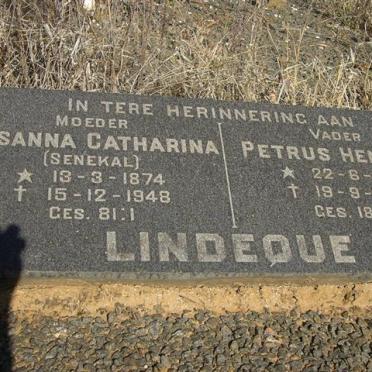 IN TERE HERINNERING AAN
MOEDER VADER
SANNA CATHARINA PETRUS HE
(SENEKAL)
☆ 13-3-1874 ☆ 22-6-
✝ 15-12-1948 ✝ 19-9-
GES. 81:1 GES. 18
LINDEQUE